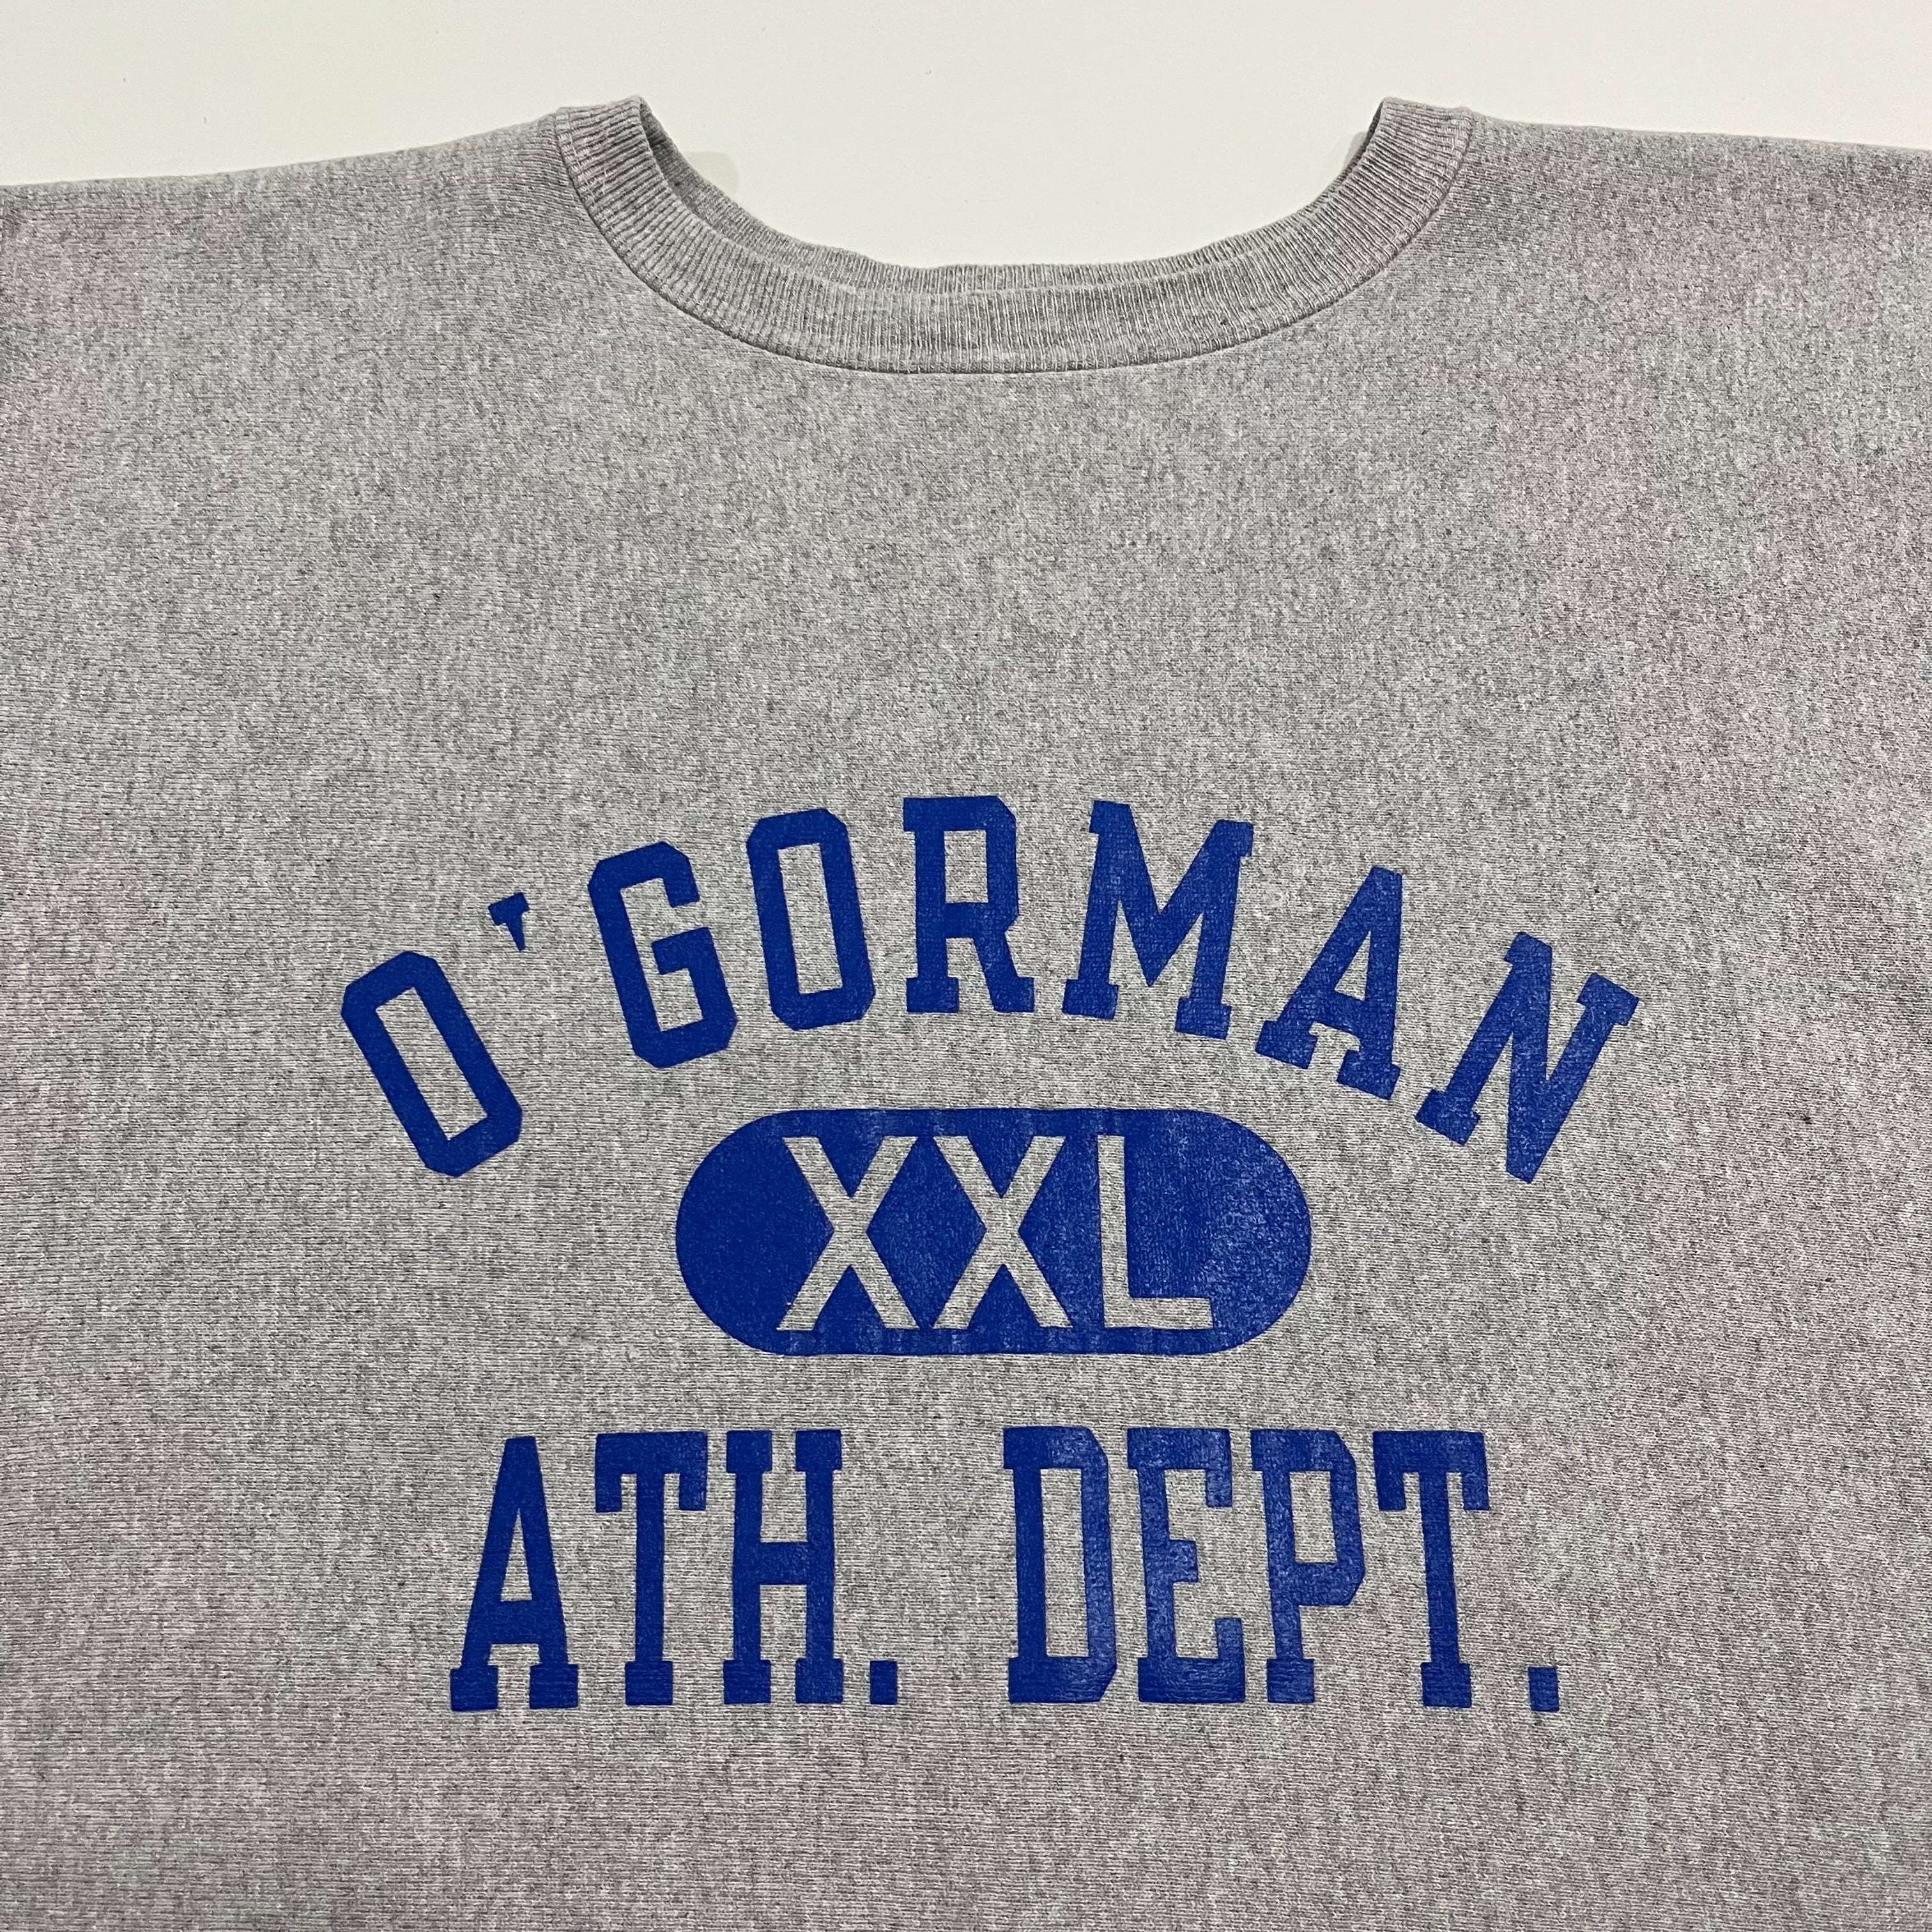 O'GORMAN
XXL
ATH. DEPT.